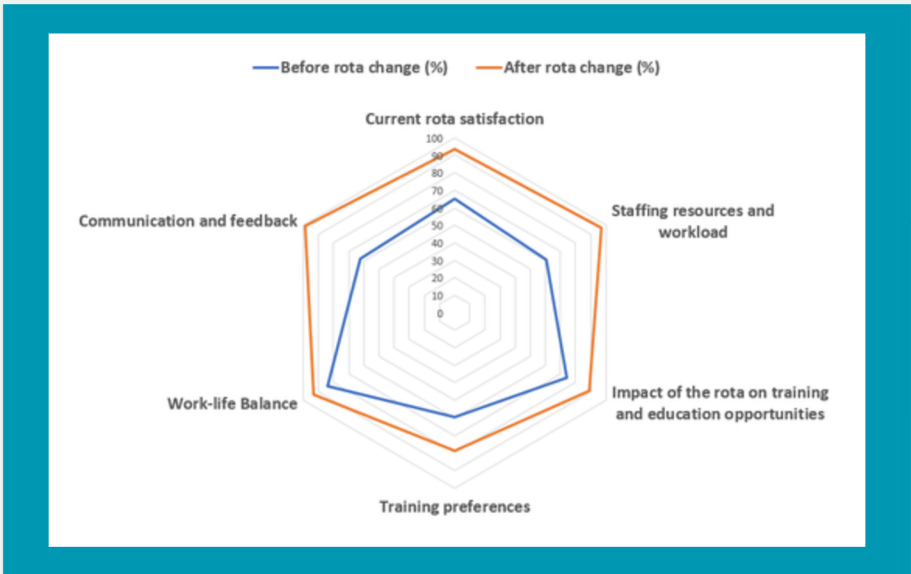 Before rota change (%) After rota change (%)
Current rota satisfaction
100
90
80
70
60
50
40
30
20
10
0
Communication and feedback
Staffing resources and
workload
Work-life Balance
Impact of the rota on training
and education opportunities
Training preferences